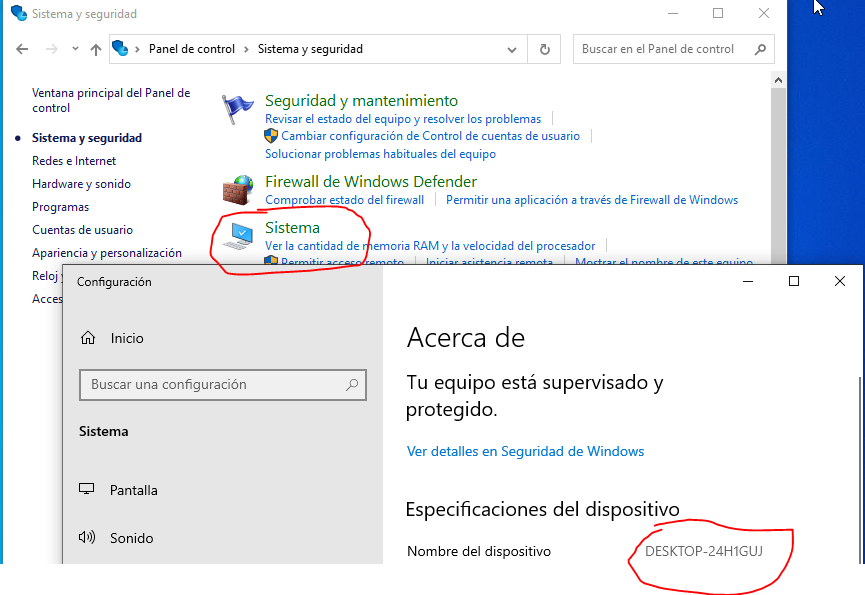 Sistema y seguridad
Panel de control > Sistema y seguridad
Buscar en el Panel de control
Ventana principal del Panel de
control
Sistema y seguridad
Redes e Internet
Hardware y sonido
Programas
Cuentas de usuario
Apariencia y personalización
Reloj y
Acces
Seguridad y mantenimiento
Revisar el estado del equipo y resolver los problemas
Cambiar configuración de Control de cuentas de usuario
Solucionar problemas habituales del equipo
Firewall de Windows Defender
Comprobar estado del firewall
Permitir una aplicación a través de Firewall de Windows
Sistema
Ver la cantidad de memoria RAM y la velocidad del procesador
Permitir acceso remoto
Iniciar asistencia remota
Mostrar el nombre de este equipo
Configuración
Inicio
Buscar una configuración
Sistema
Pantalla
Sonido
Acerca de
Tu equipo está supervisado y
protegido.
Ver detalles en Seguridad de Windows
Especificaciones del dispositivo
Nombre del dispositivo DESKTOP-24H1GUJ